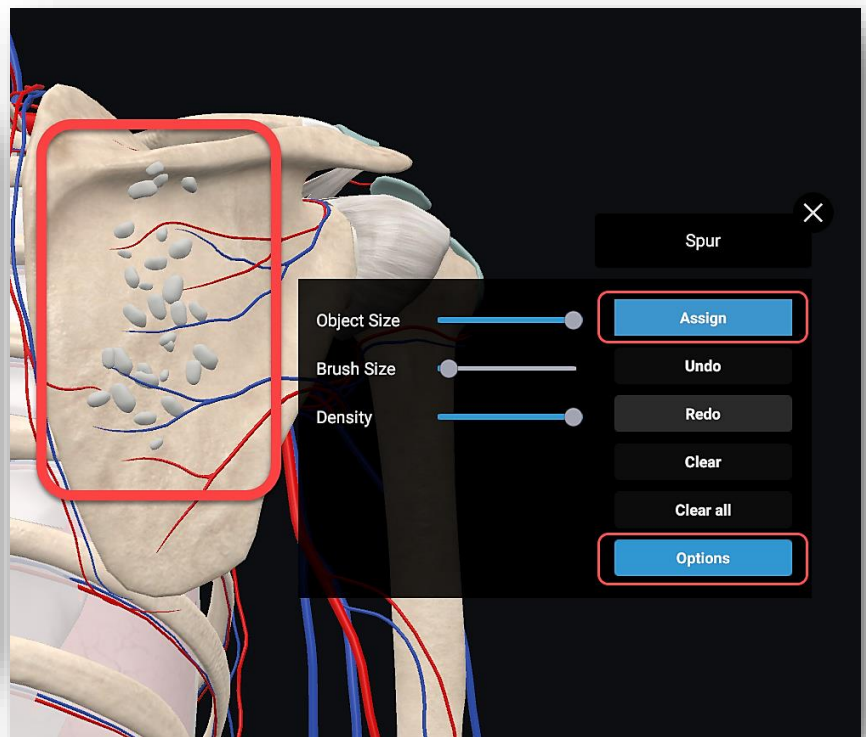 Spur
Object Size
Assign
Brush Size
Undo
Density
Redo
Clear
Clear all
Options